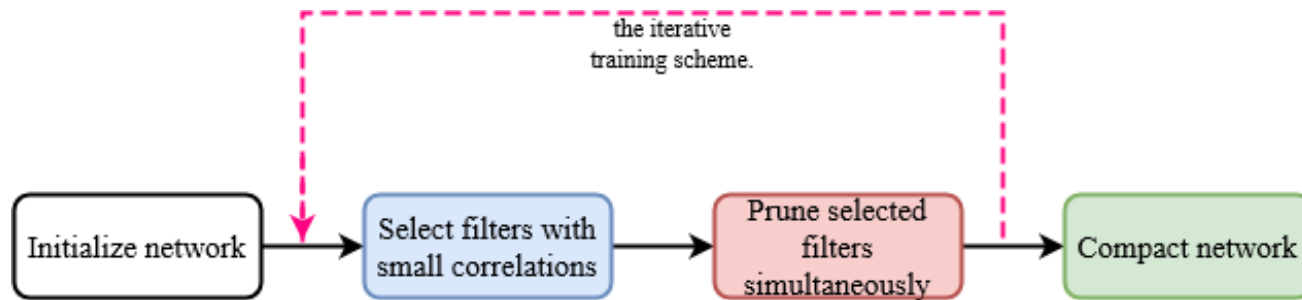 the iterative
training scheme.
Initialize network
Select filters with
small correlations
Prune selected
filters
simultaneously
Compact network